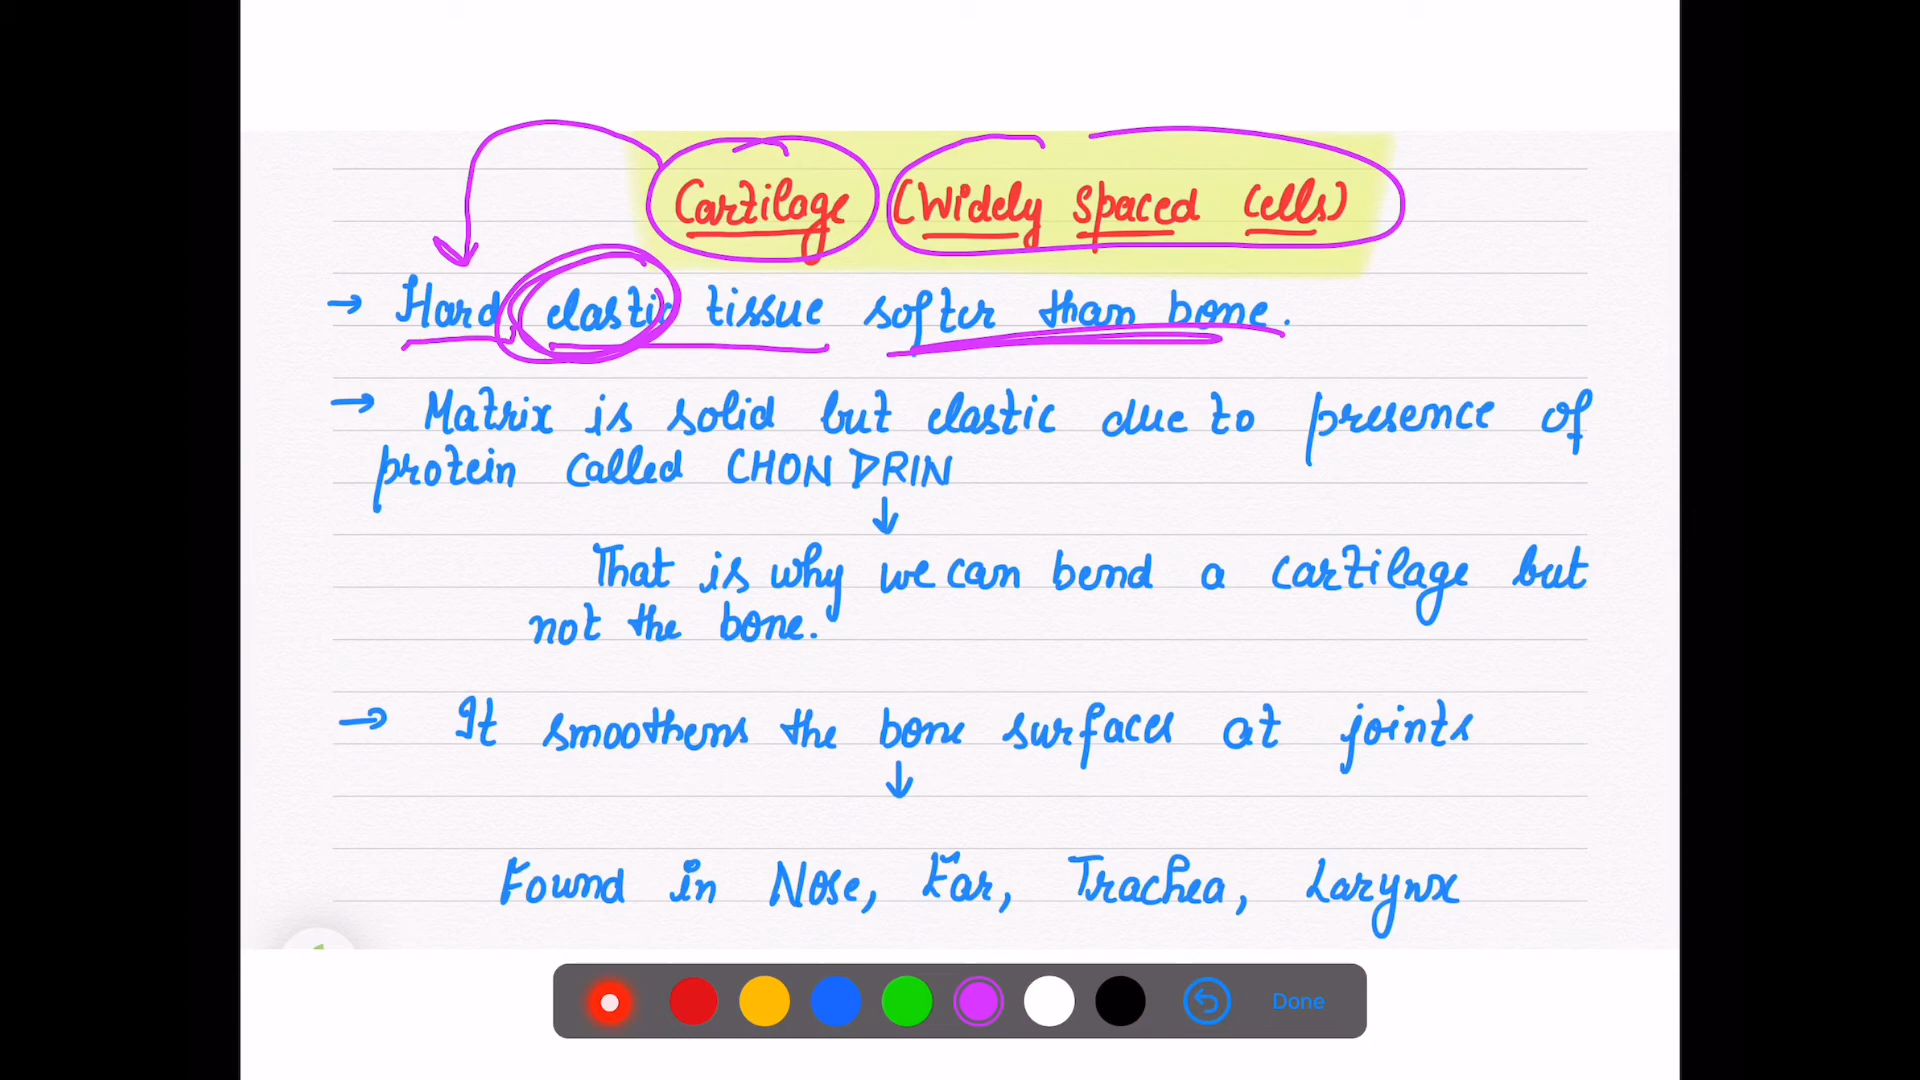 Cartilage (Widely Spaced Cells)
→ Hard elastic tissue softer than bone.
→ Matrix is solid but elastic due to presence of
protein called CHONDRIN
↓
That is why we can bend a cartilage but
not the bone.
→ It smoothens the bone surfaces at joints
↓
Found in Nose, Ear, Trachea, Larynx
Done